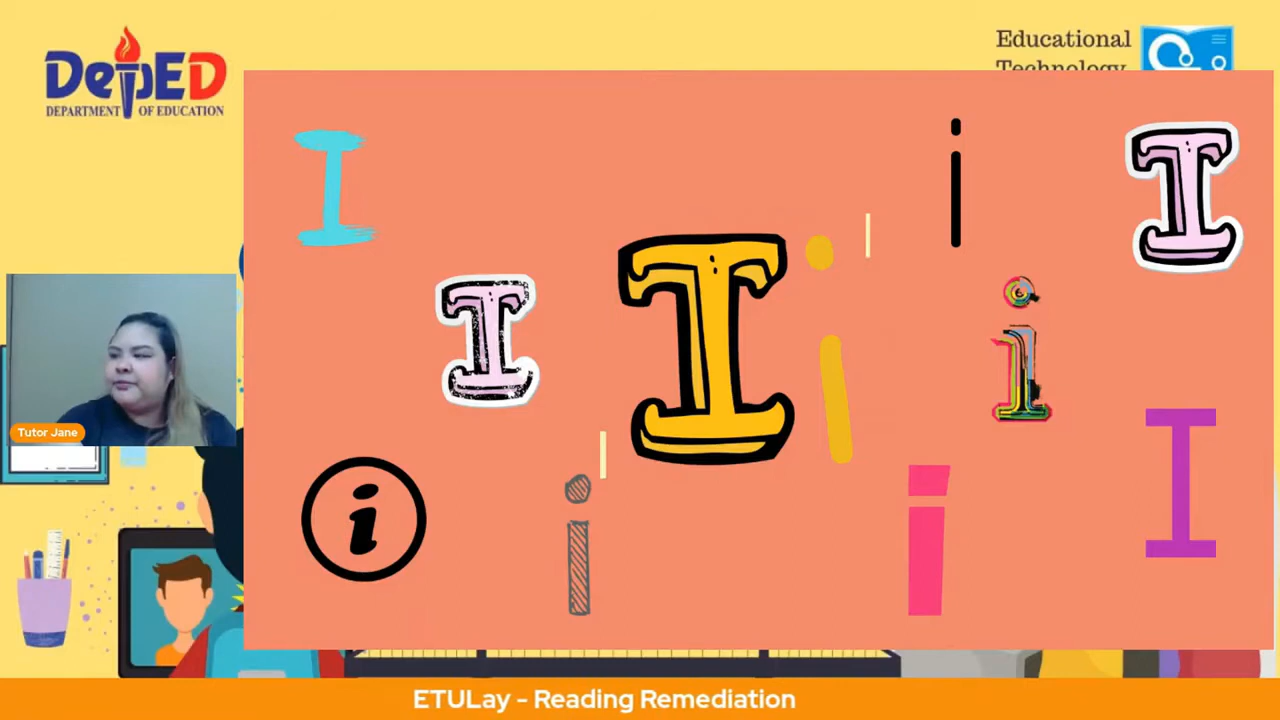 DepED
DEPARTMENT OF EDUCATION
Educational
Technology
I
i
I
I
I i
i
i
i
i
i
I
Tutor Jane
ETULay - Reading Remediation